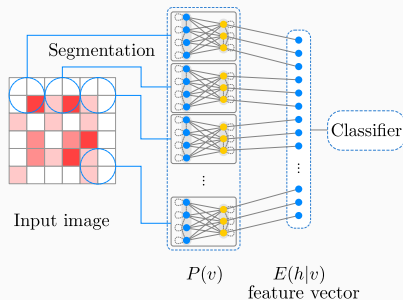 Segmentation
Classifier
Input image
P(v)
E(h|v)
feature vector